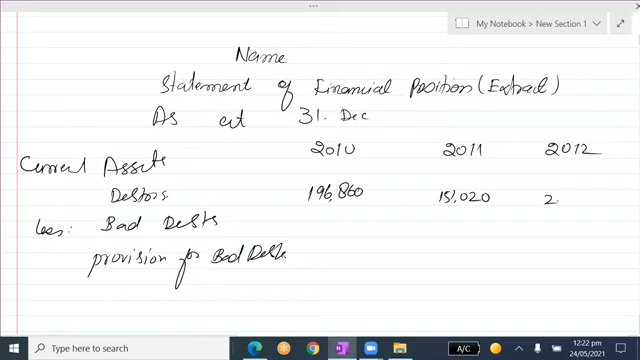 My Notebook > New Section 1
Name
Statement of Financial Position (Extract)
As at 31. Dec
2010 2011 2012
Current Assets
Debtors 196,860 151,020 2
less: Bad Debts
provision for Bad Debts
Type here to search
A/C
12:22 pm
24/05/2021